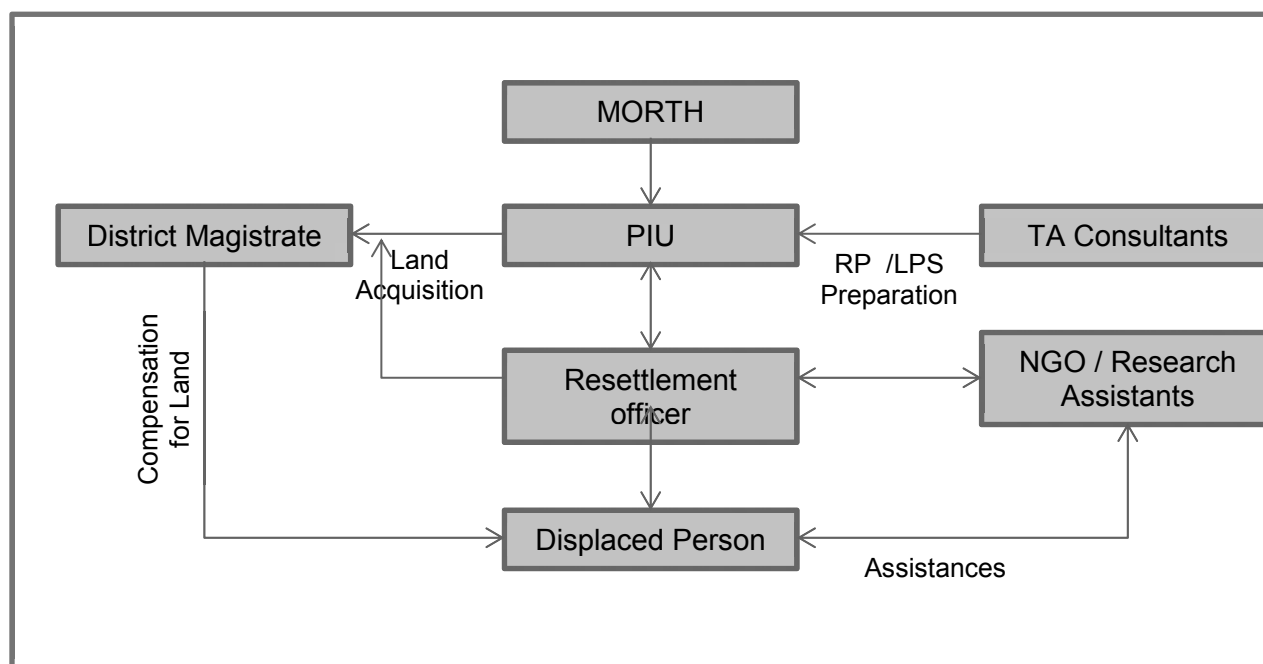 MORTH
District Magistrate
PIU
TA Consultants
Land
Acquisition
RP /LPS
Preparation
Compensation
for Land
Resettlement
officer
NGO / Research
Assistants
Displaced Person
Assistances